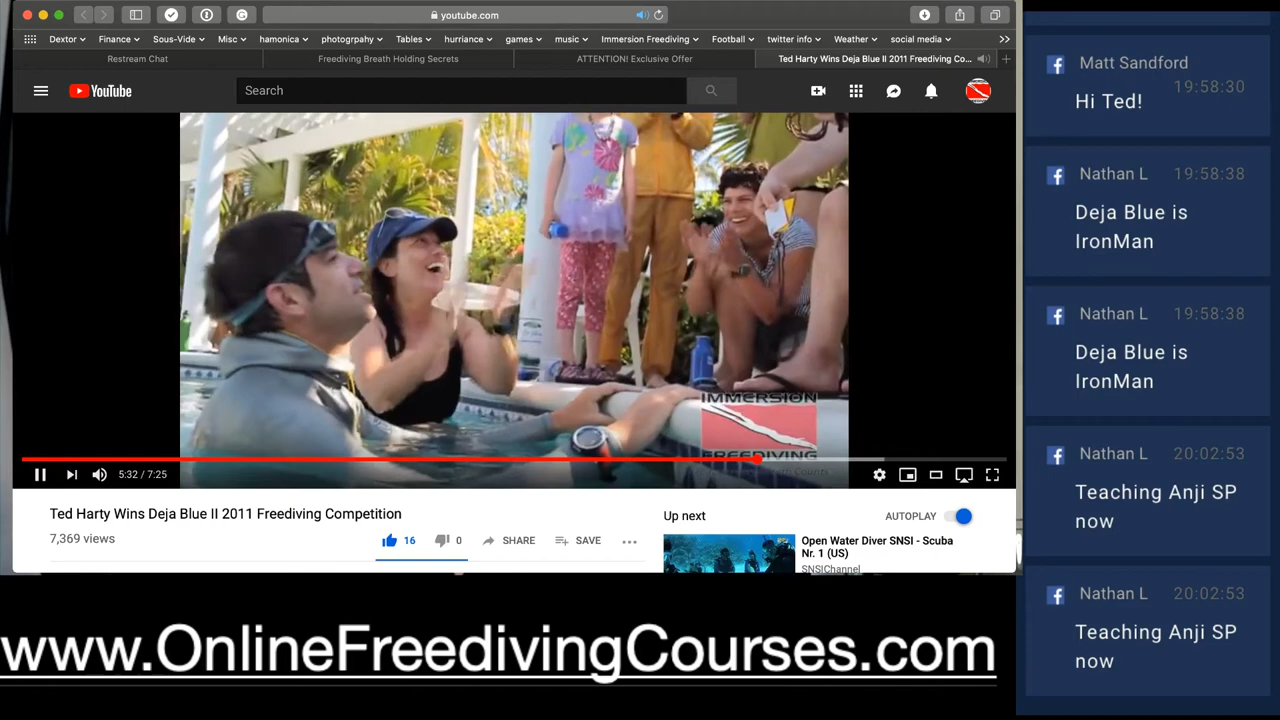 youtube.com
Dextor
Finance
Sous-Vide
Misc
hamonica
photogrpahy
Tables
hurriance
games
music
Immersion Freediving
Football
twitter info
Weather
social media
Restream Chat
Freediving Breath Holding Secrets
ATTENTION! Exclusive Offer
Ted Harty Wins Deja Blue II 2011 Freediving Co...
YouTube
Search
IMMERSION
FREEDIVING
5:32 / 7:25
Ted Harty Wins Deja Blue II 2011 Freediving Competition
7,369 views
16
0
SHARE
SAVE
Up next
AUTOPLAY
Open Water Diver SNSI - Scuba
Nr. 1 (US)
SNSIChannel
www.OnlineFreedivingCourses.com
Matt Sandford
19:58:30
Hi Ted!
Nathan L 19:58:38
Deja Blue is
IronMan
Nathan L 19:58:38
Deja Blue is
IronMan
Nathan L 20:02:53
Teaching Anji SP
now
Nathan L 20:02:53
Teaching Anji SP
now